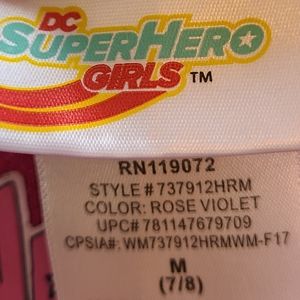 DC
SUPERHERO
GIRLS™
RN119072
STYLE # 737912HRM
COLOR: ROSE VIOLET
UPC# 781147679709
CPSIA#: WM737912HRMWM-F17
M
(7/8)